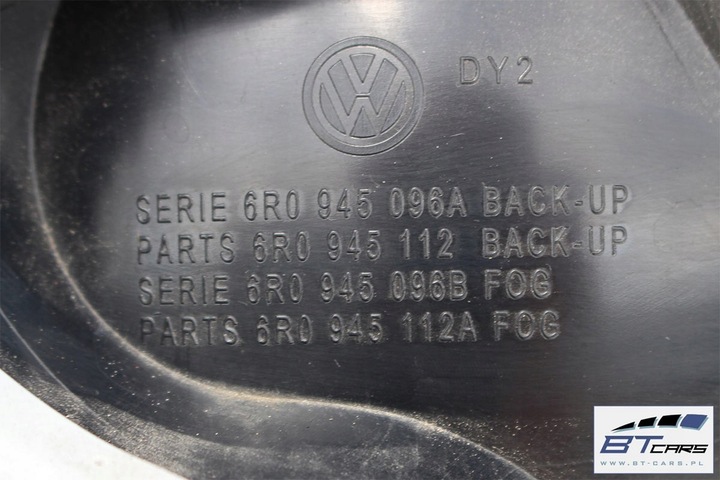 DY2
SERIE 6R0 945 096A BACK-UP
PARTS 6R0 945 112 BACK-UP
SERIE 6R0 945 096B FOG
PARTS 6R0 945 112A FOG
BTCARS
WWW.BT-CARS.PL